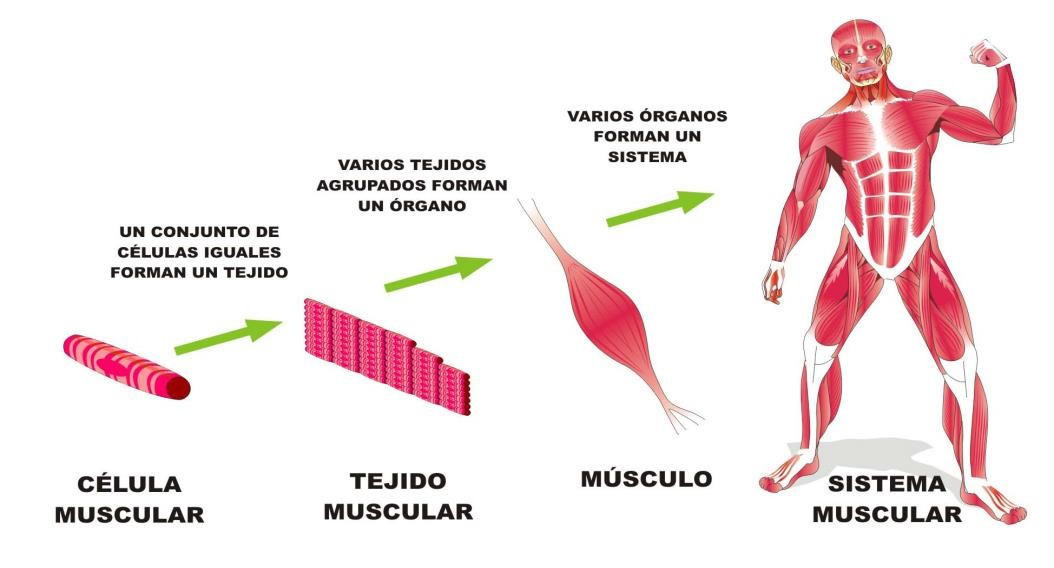 UN CONJUNTO DE
CÉLULAS IGUALES
FORMAN UN TEJIDO
VARIOS TEJIDOS
AGRUPADOS FORMAN
UN ÓRGANO
VARIOS ÓRGANOS
FORMAN UN
SISTEMA
CÉLULA
MUSCULAR
TEJIDO
MUSCULAR
MÚSCULO
SISTEMA
MUSCULAR